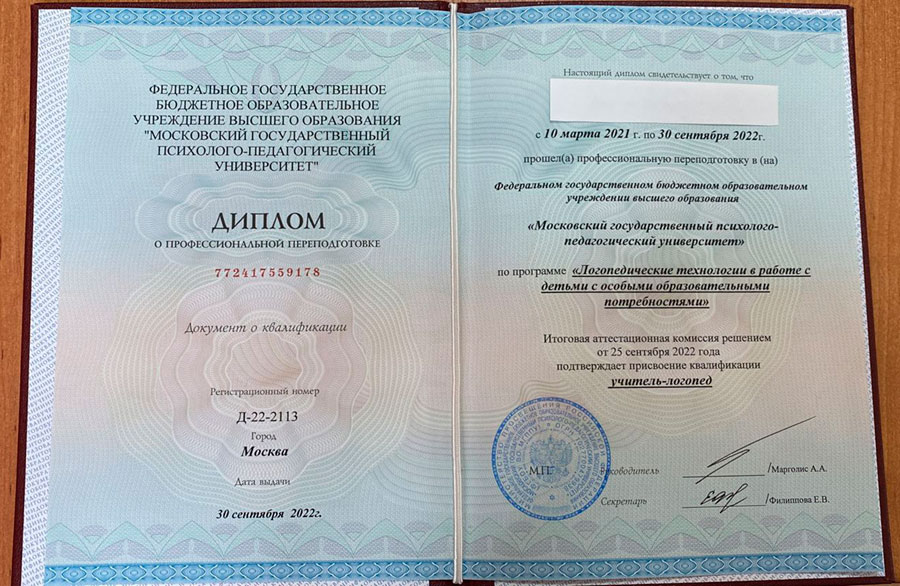 ФЕДЕРАЛЬНОЕ ГОСУДАРСТВЕННОЕ
БЮДЖЕТНОЕ ОБРАЗОВАТЕЛЬНОЕ
УЧРЕЖДЕНИЕ ВЫСШЕГО ОБРАЗОВАНИЯ
"МОСКОВСКИЙ ГОСУДАРСТВЕННЫЙ
ПСИХОЛОГО-ПЕДАГОГИЧЕСКИЙ
УНИВЕРСИТЕТ"
ДИПЛОМ
О ПРОФЕССИОНАЛЬНОЙ ПЕРЕПОДГОТОВКЕ
772417559178
Документ о квалификации
Регистрационный номер
Д-22-2113
Город
Москва
Дата выдачи
30 сентября 2022г.
Настоящий диплом свидетельствует о том, что
с 10 марта 2021 г. по 30 сентября 2022г.
прошел(а) профессиональную переподготовку в (на)
Федеральном государственном бюджетном образовательном
учреждении высшего образования
«Московский государственный психолого-
педагогический университет»
по программе «Логопедические технологии в работе с
детьми с особыми образовательными
потребностями»
Итоговая аттестационная комиссия решением
от 25 сентября 2022 года
подтверждает присвоение квалификации
учитель-логопед
М.П.
Руководитель /Марголис А.А.
Секретарь /Филиппова Е.В.